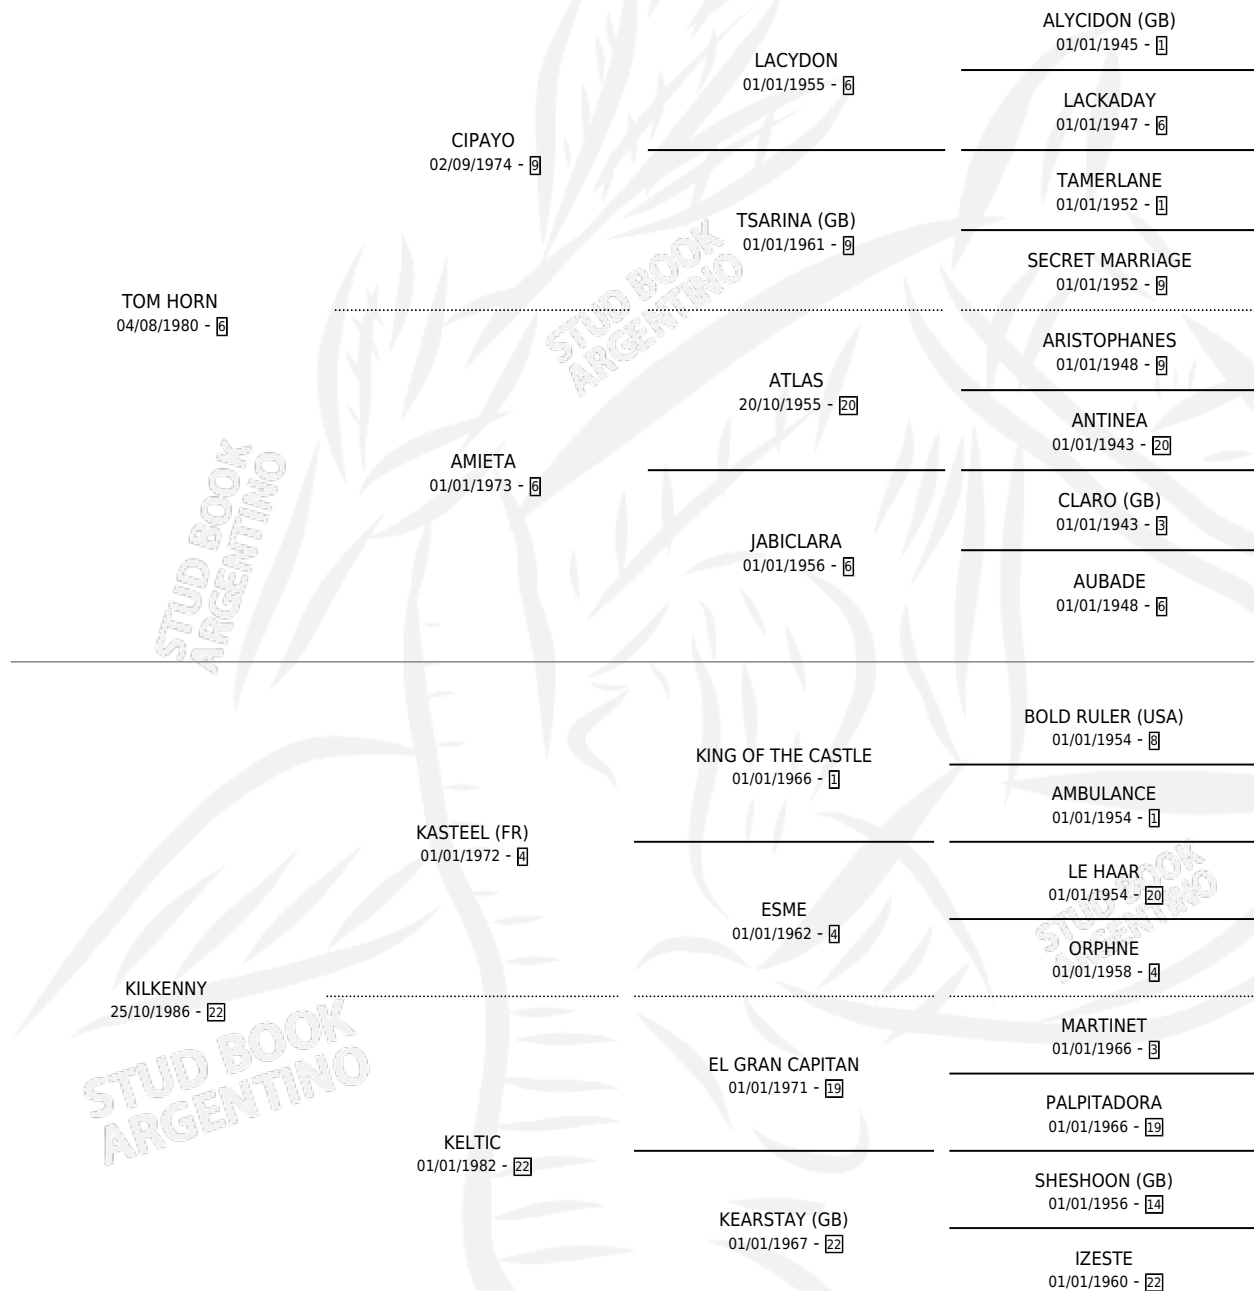 ALYCIDON (GB)
01/01/1945 - 1
LACYDON
01/01/1955 - 6
LACKADAY
01/01/1947 - 6
CIPAYO
02/09/1974 - 9
TAMERLANE
01/01/1952 - 1
TSARINA (GB)
01/01/1961 - 9
SECRET MARRIAGE
01/01/1952 - 9
TOM HORN
04/08/1980 - 6
STUD BOOK
ARGENTINO
ARISTOPHANES
01/01/1948 - 9
ATLAS
20/10/1955 - 20
ANTINEA
01/01/1943 - 20
AMIETA
01/01/1973 - 6
CLARO (GB)
01/01/1943 - 3
JABICLARA
01/01/1956 - 6
AUBADE
01/01/1948 - 6
STUD BOOK
ARGENTINO
BOLD RULER (USA)
01/01/1954 - 8
KING OF THE CASTLE
01/01/1966 - 1
AMBULANCE
01/01/1954 - 1
KASTEEL (FR)
01/01/1972 - 4
LE HAAR
01/01/1954 - 20
ESME
01/01/1962 - 4
ORPHNE
01/01/1958 - 4
STUD BOOK
ARGENTINO
KILKENNY
25/10/1986 - 22
MARTINET
01/01/1966 - 3
EL GRAN CAPITAN
01/01/1971 - 19
PALPITADORA
01/01/1966 - 19
STUD BOOK
ARGENTINO
KELTIC
01/01/1982 - 22
SHESHOON (GB)
01/01/1956 - 14
KEARSTAY (GB)
01/01/1967 - 22
IZESTE
01/01/1960 - 22